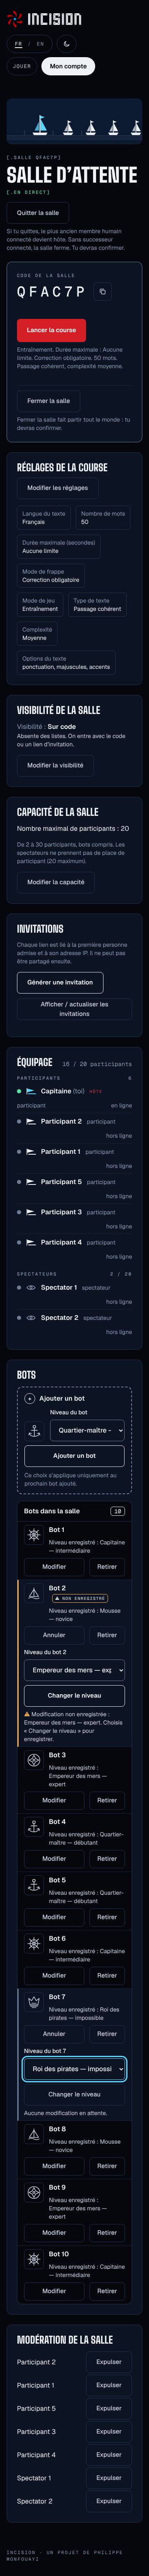 INCISION
FR / EN
JOUER
Mon compte
[.SALLE QFAC7P]
SALLE D'ATTENTE
[.EN DIRECT]
Quitter la salle
Si tu quittes, le plus ancien membre humain
connecté devient hôte. Sans successeur
connecté, la salle ferme. Tu devras confirmer.
CODE DE LA SALLE
QFAC7P
Lancer la course
Entraînement. Durée maximale : Aucune
limite. Correction obligatoire. 50 mots.
Passage cohérent, complexité moyenne.
Fermer la salle
Fermer la salle fait partir tout le monde : tu
devras confirmer.
RÉGLAGES DE LA COURSE
Modifier les réglages
Langue du texte
Français
Nombre de mots
50
Durée maximale (secondes)
Aucune limite
Mode de frappe
Correction obligatoire
Mode de jeu
Entraînement
Type de texte
Passage cohérent
Complexité
Moyenne
Options du texte
ponctuation, majuscules, accents
VISIBILITÉ DE LA SALLE
Visibilité : Sur code
Absente des listes. On entre avec le code
ou un lien d'invitation.
Modifier la visibilité
CAPACITÉ DE LA SALLE
Nombre maximal de participants : 20
De 2 à 30 participants, bots compris. Les
spectateurs ne prennent pas de place de
participant (20 maximum).
Modifier la capacité
INVITATIONS
Chaque lien est lié à la première personne
connectée et à son adresse IP. Il ne peut pas
être partagé ensuite.
Générer une invitation
Afficher / actualiser les
invitations
ÉQUIPAGE
16 / 20 participants
PARTICIPANTS
6
Capitaine (toi)
HÔTE
participant
en ligne
Participant 2 participant
hors ligne
Participant 1 participant
hors ligne
Participant 5 participant
hors ligne
Participant 3 participant
hors ligne
Participant 4 participant
hors ligne
SPECTATEURS
2 / 20
Spectator 1 spectateur
hors ligne
Spectator 2 spectateur
hors ligne
BOTS
+ Ajouter un bot
Niveau du bot
Quartier-maître -
Ajouter un bot
Ce choix s'applique uniquement au
prochain bot ajouté.
Bots dans la salle
10
Bot 1
Niveau enregistré : Capitaine
— intermédiaire
Modifier
Retirer
Bot 2
NON ENREGISTRÉ
Niveau enregistré : Mousse
— novice
Annuler
Retirer
Niveau du bot 2
Empereur des mers — exp
Changer le niveau
Modification non enregistrée :
Empereur des mers — expert. Choisis
« Changer le niveau » pour
enregistrer.
Bot 3
Niveau enregistré :
Empereur des mers —
expert
Modifier
Retirer
Bot 4
Niveau enregistré : Quartier-
maître — débutant
Modifier
Retirer
Bot 5
Niveau enregistré : Quartier-
maître — débutant
Modifier
Retirer
Bot 6
Niveau enregistré : Capitaine
— intermédiaire
Modifier
Retirer
Bot 7
Niveau enregistré : Roi des
pirates — impossible
Annuler
Retirer
Niveau du bot 7
Roi des pirates — impossi
Changer le niveau
Aucune modification en attente.
Bot 8
Niveau enregistré : Mousse
— novice
Modifier
Retirer
Bot 9
Niveau enregistré :
Empereur des mers —
expert
Modifier
Retirer
Bot 10
Niveau enregistré : Capitaine
— intermédiaire
Modifier
Retirer
MODÉRATION DE LA SALLE
Participant 2
Expulser
Participant 1
Expulser
Participant 5
Expulser
Participant 3
Expulser
Participant 4
Expulser
Spectator 1
Expulser
Spectator 2
Expulser
INCISION · UN PROJET DE PHILIPPE
MONFOUAYI